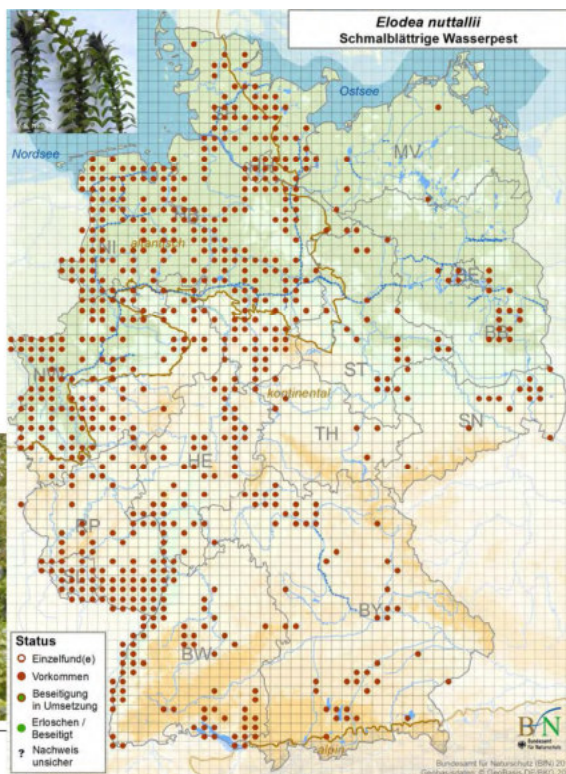 Elodea nuttallii
Schmalblättrige Wasserpest
Ostsee
Nordsee
MV
NI
atlantisch
BE
BB
NW
ST
kontinental
SN
TH
HE
RP
SL
BY
BW
alpin
Status
Einzelfund(e)
Vorkommen
Beseitigung
in Umsetzung
Erloschen /
Beseitigt
? Nachweis
unsicher
BfN
Bundesamt für Naturschutz (BfN) 20